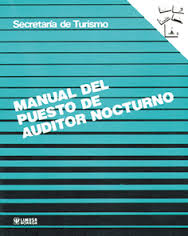 Secretaría de Turismo
MANUAL DEL
PUESTO DE
AUDITOR NOCTURNO
LIMUSA